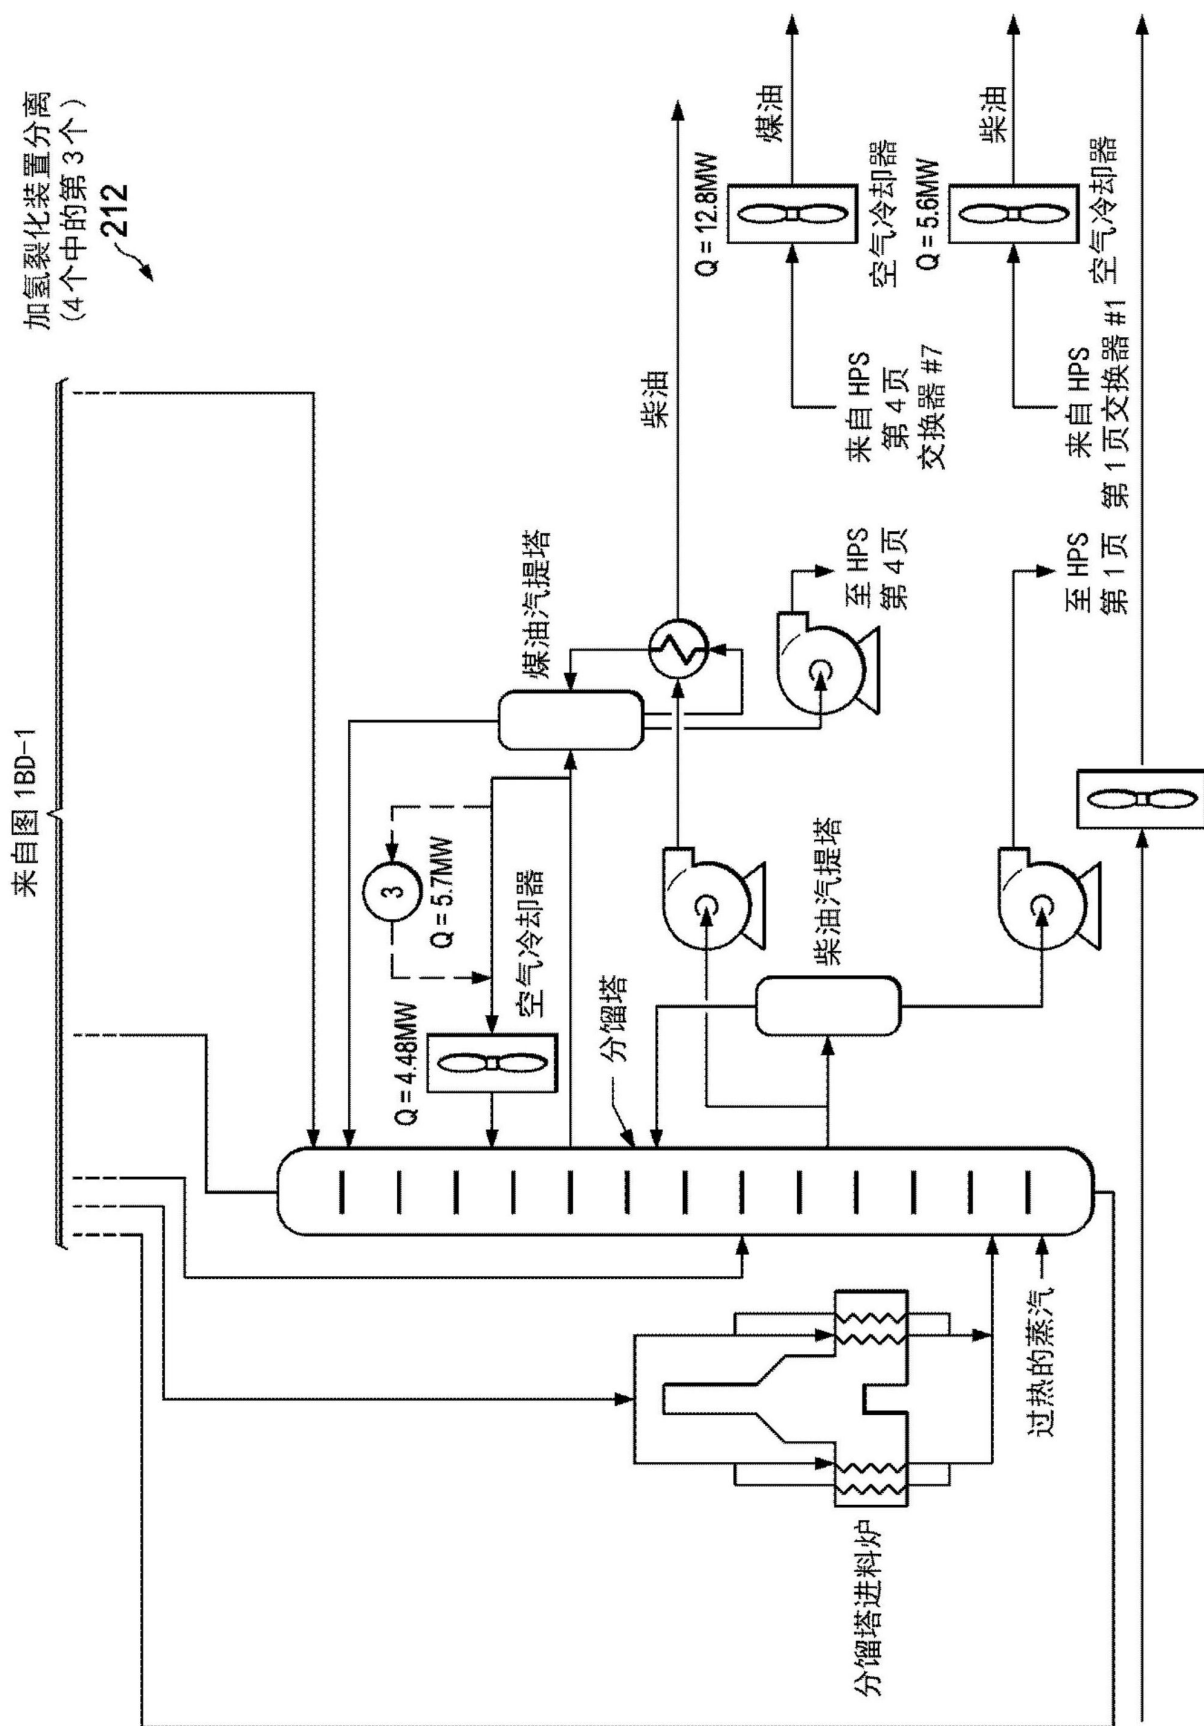 加氢裂化装置分离
(4个中的第3个)
212
来自图 1BD-1
3
Q = 5.7MW
Q = 4.48MW
空气冷却器
煤油汽提塔
柴油
Q = 12.8MW
煤油
空气冷却器
来自 HPS
第 4 页
交换器 #7
Q = 5.6MW
柴油
空气冷却器
来自 HPS
第 1 页交换器 #1
至 HPS
第 4 页
至 HPS
第 1 页
分馏塔
柴油汽提塔
过热的蒸汽
分馏塔进料炉